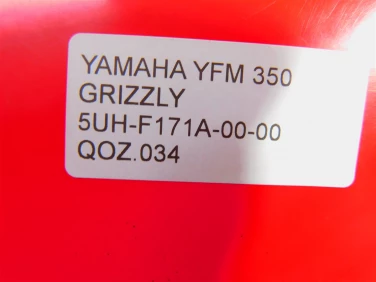 YAMAHA YFM 350
GRIZZLY
5UH-F171A-00-00
QOZ.034